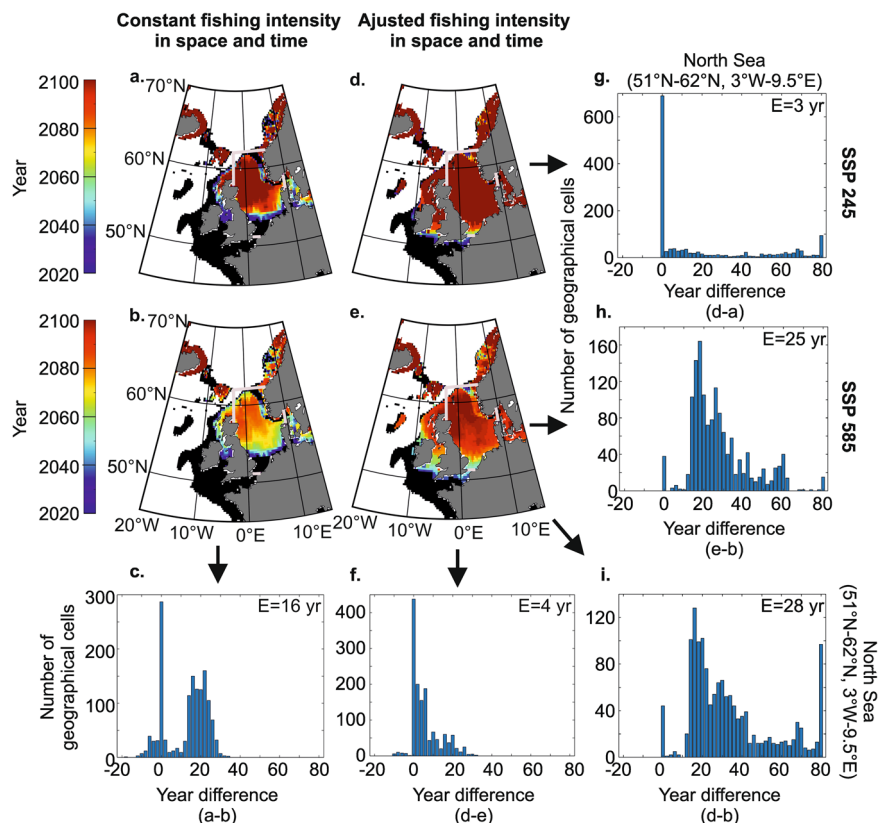 Constant fishing intensity
in space and time
Ajusted fishing intensity
in space and time
North Sea
(51°N-62°N, 3°W-9.5°E)
a.
70°N
60°N
50°N
2100
2080
2060
2040
2020
Year
d.
g.
E=3 yr
600
400
200
0
-20 0 20 40 60 80
Year difference
(d-a)
Number of geographical cells
SSP 245
b.
70°N
60°N
50°N
20°W
10°W
0°E
10°E
2100
2080
2060
2040
2020
Year
e.
10°W
0°E
10°E
h.
E=25 yr
160
120
80
40
0
-20 0 20 40 60 80
Year difference
(e-b)
SSP 585
c.
E=16 yr
300
200
100
0
-20 0 20 40 60 80
Year difference
(a-b)
Number of
geographical cells
f.
E=4 yr
400
300
200
100
0
-20 0 20 40 60 80
Year difference
(d-e)
i.
E=28 yr
120
80
40
0
-20 0 20 40 60 80
Year difference
(d-b)
North Sea
(51°N-62°N, 3°W-9.5°E)